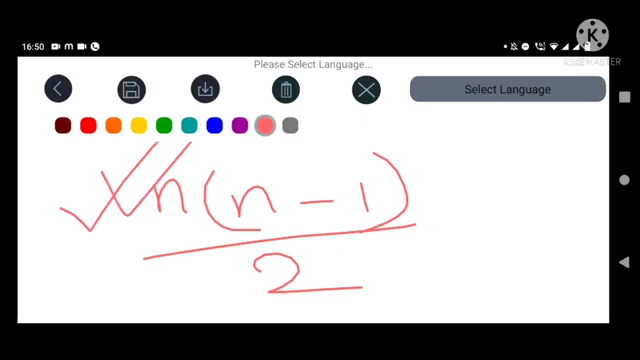 16:50
KINEMASTER
Please Select Language...
Select Language
n(n-1)
2